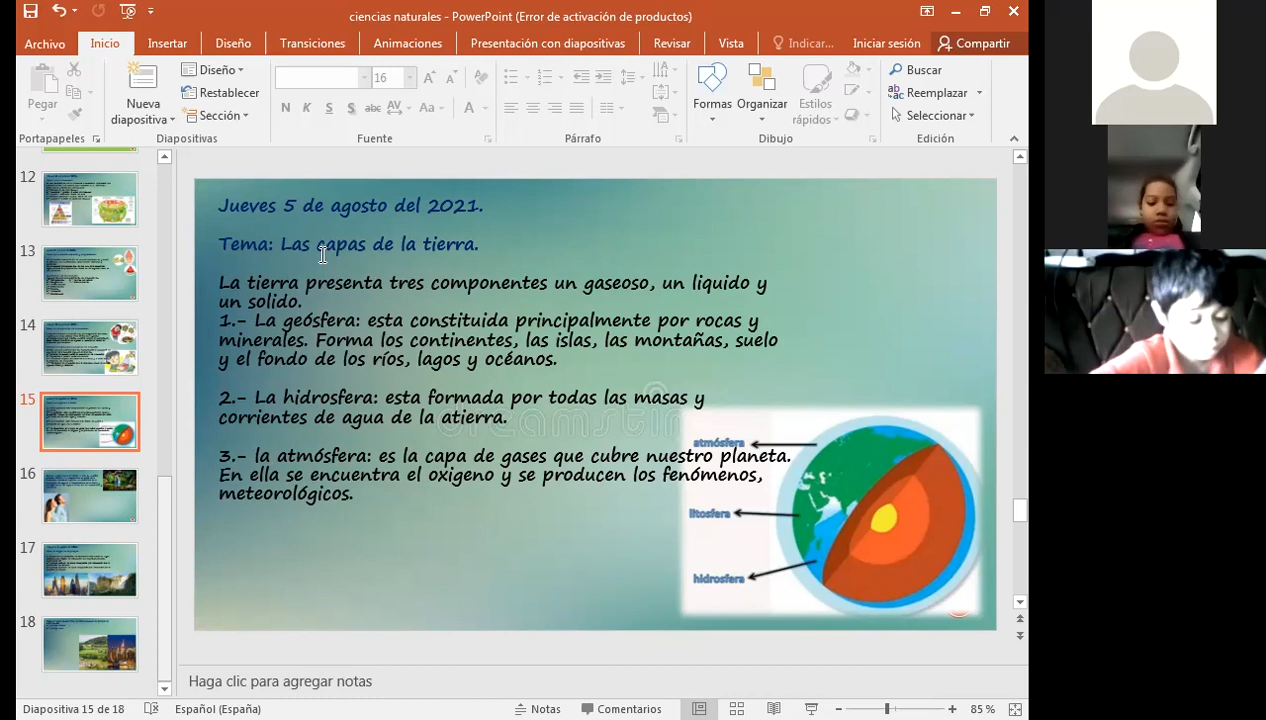 ciencias naturales - PowerPoint (Error de activación de productos)
Archivo Inicio Insertar Diseño Transiciones Animaciones Presentación con diapositivas Revisar Vista Indicar... Iniciar sesión Compartir
Pegar
Nueva diapositiva
Diseño
Restablecer
Sección
16
N K S S abc AV Aa A
Formas
Organizar
Estilos rápidos
Buscar
Reemplazar
Seleccionar
Portapapeles Diapositivas Fuente Párrafo Dibujo Edición
12
13
14
15
16
17
18
Jueves 5 de agosto del 2021.
Tema: Las capas de la tierra.
La tierra presenta tres componentes un gaseoso, un liquido y
un solido.
1.- La geósfera: esta constituida principalmente por rocas y
minerales. Forma los continentes, las islas, las montañas, suelo
y el fondo de los ríos, lagos y océanos.
2.- La hidrosfera: esta formada por todas las masas y
corrientes de agua de la atierra.
3.- la atmósfera: es la capa de gases que cubre nuestro planeta.
En ella se encuentra el oxigeno y se producen los fenómenos,
meteorológicos.
atmósfera
litosfera
hidrosfera
dreamstim
Haga clic para agregar notas
Diapositiva 15 de 18 Español (España) Notas Comentarios 85 %